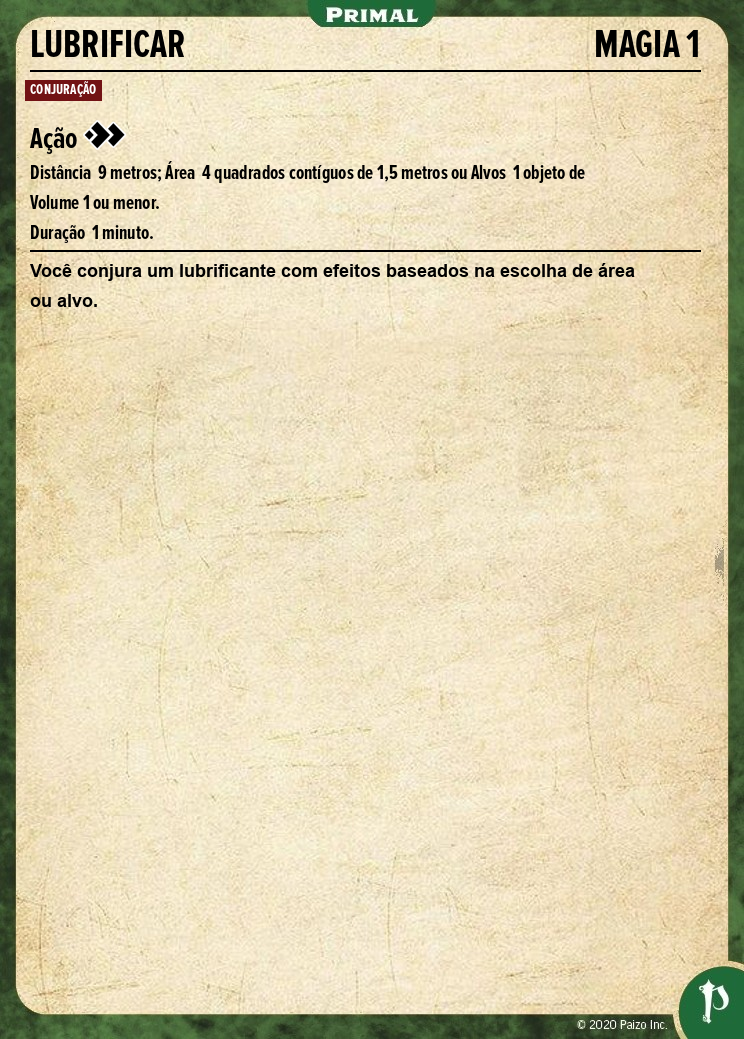 PRIMAL
LUBRIFICAR MAGIA 1
CONJURAÇÃO
Ação
Distância 9 metros; Área 4 quadrados contíguos de 1,5 metros ou Alvos 1 objeto de
Volume 1 ou menor.
Duração 1 minuto.
Você conjura um lubrificante com efeitos baseados na escolha de área
ou alvo.
© 2020 Paizo Inc.